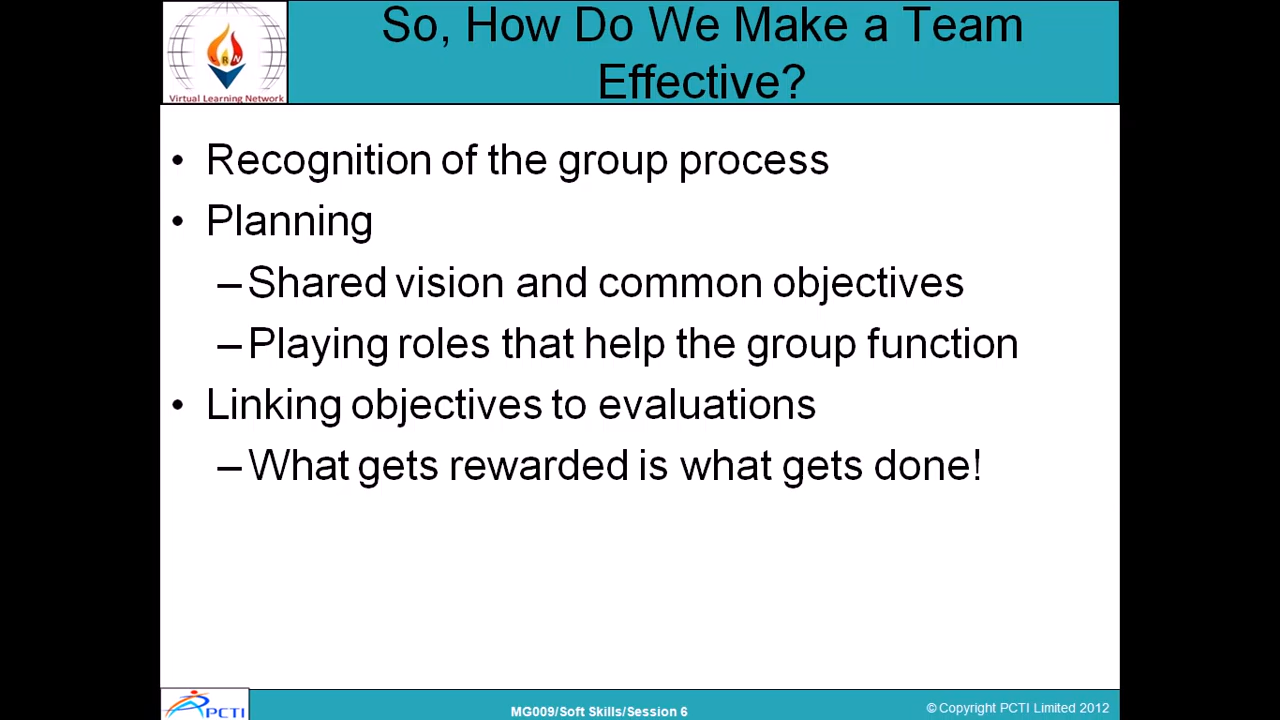 So, How Do We Make a Team
Effective?
Virtual Learning Network
• Recognition of the group process
• Planning
–Shared vision and common objectives
–Playing roles that help the group function
• Linking objectives to evaluations
–What gets rewarded is what gets done!
PCTI
MG009/Soft Skills/Session 6
© Copyright PCTI Limited 2012